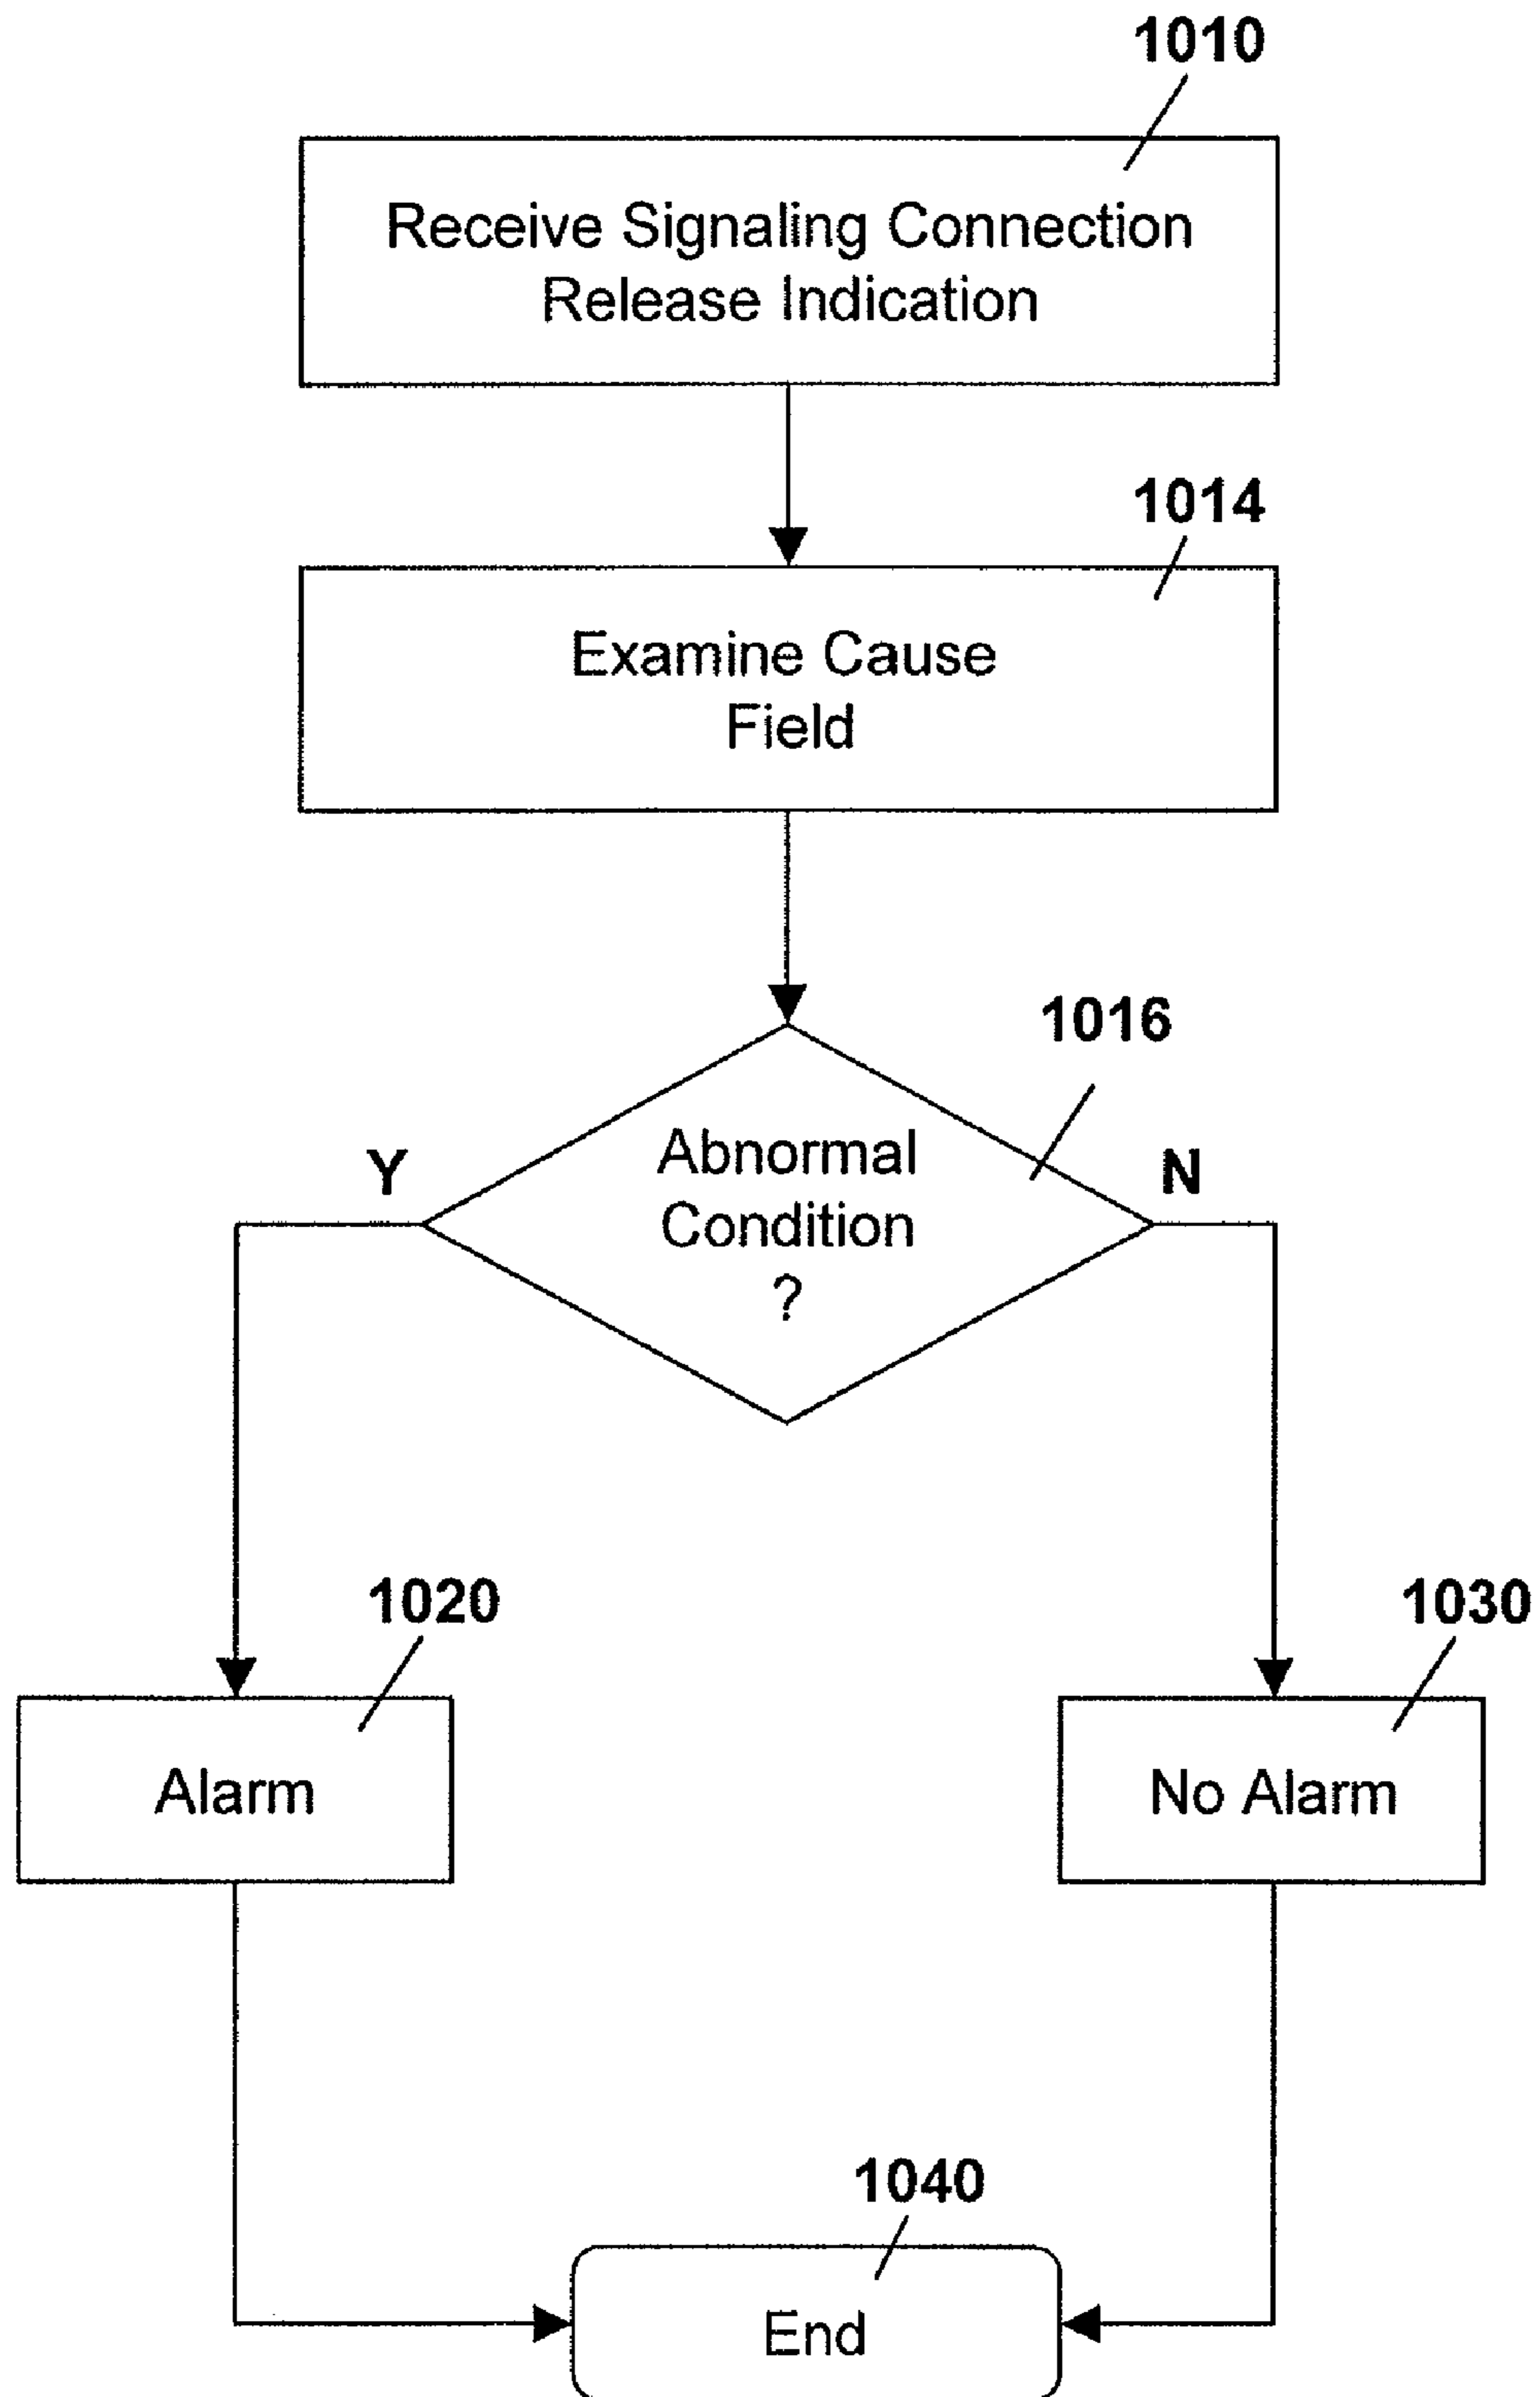 1010
Receive Signaling Connection
Release Indication
1014
Examine Cause
Field
1016
Y
Abnormal
Condition
?
N
1020
Alarm
1030
No Alarm
1040
End